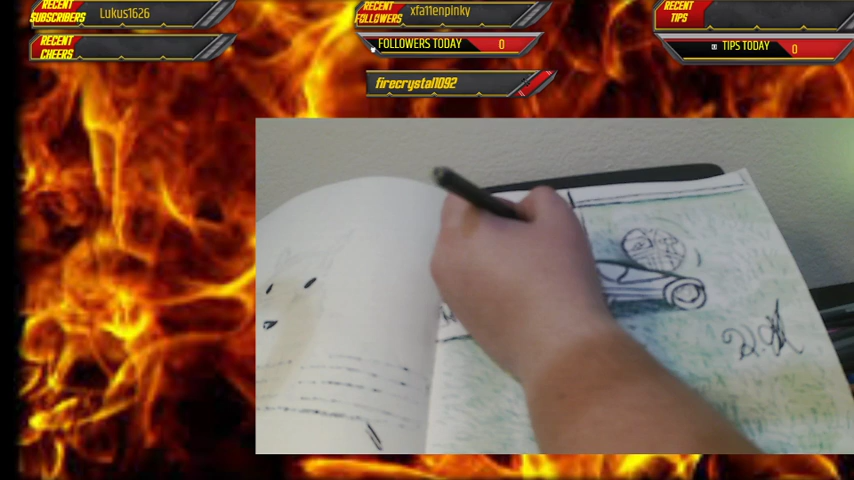 RECENT SUBSCRIBERS
Lukus1626
RECENT FOLLOWERS
xfa11enpinky
RECENT TIPS
RECENT CHEERS
FOLLOWERS TODAY 0
TIPS TODAY 0
firecrystal1092